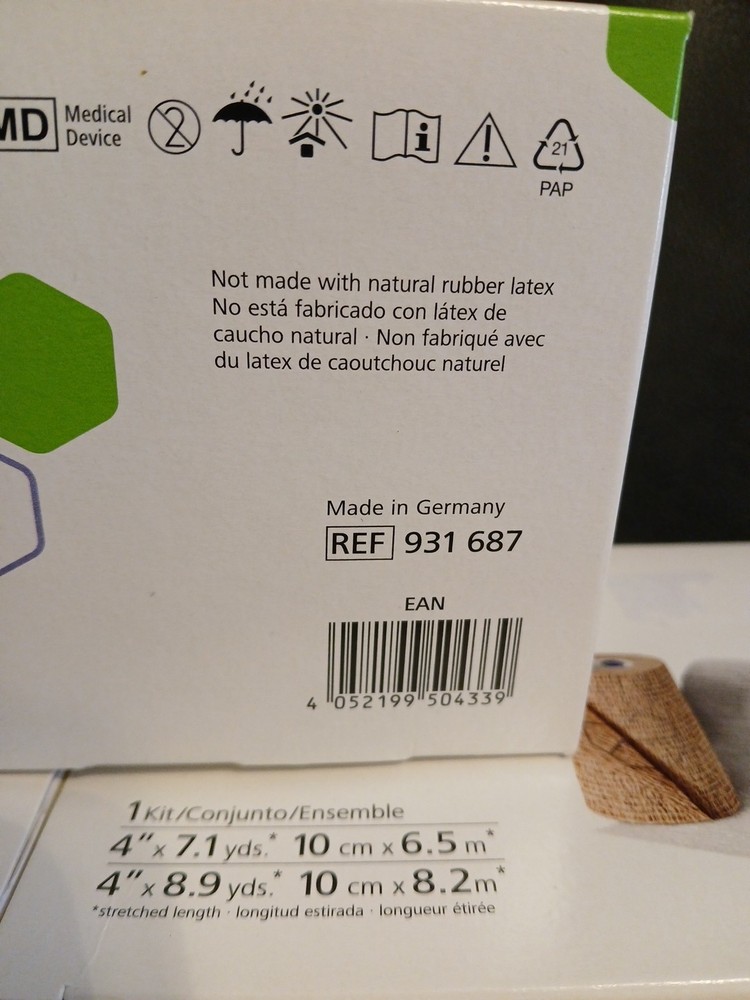 MD Medical
Device
2
21
PAP
Not made with natural rubber latex
No está fabricado con látex de
caucho natural · Non fabriqué avec
du latex de caoutchouc naturel
Made in Germany
REF 931 687
EAN
4 052199 504339
1 Kit/Conjunto/Ensemble
4" x 7.1 yds.* 10 cm x 6.5 m*
4" x 8.9 yds.* 10 cm x 8.2 m*
*stretched length · longitud estirada · longueur étirée